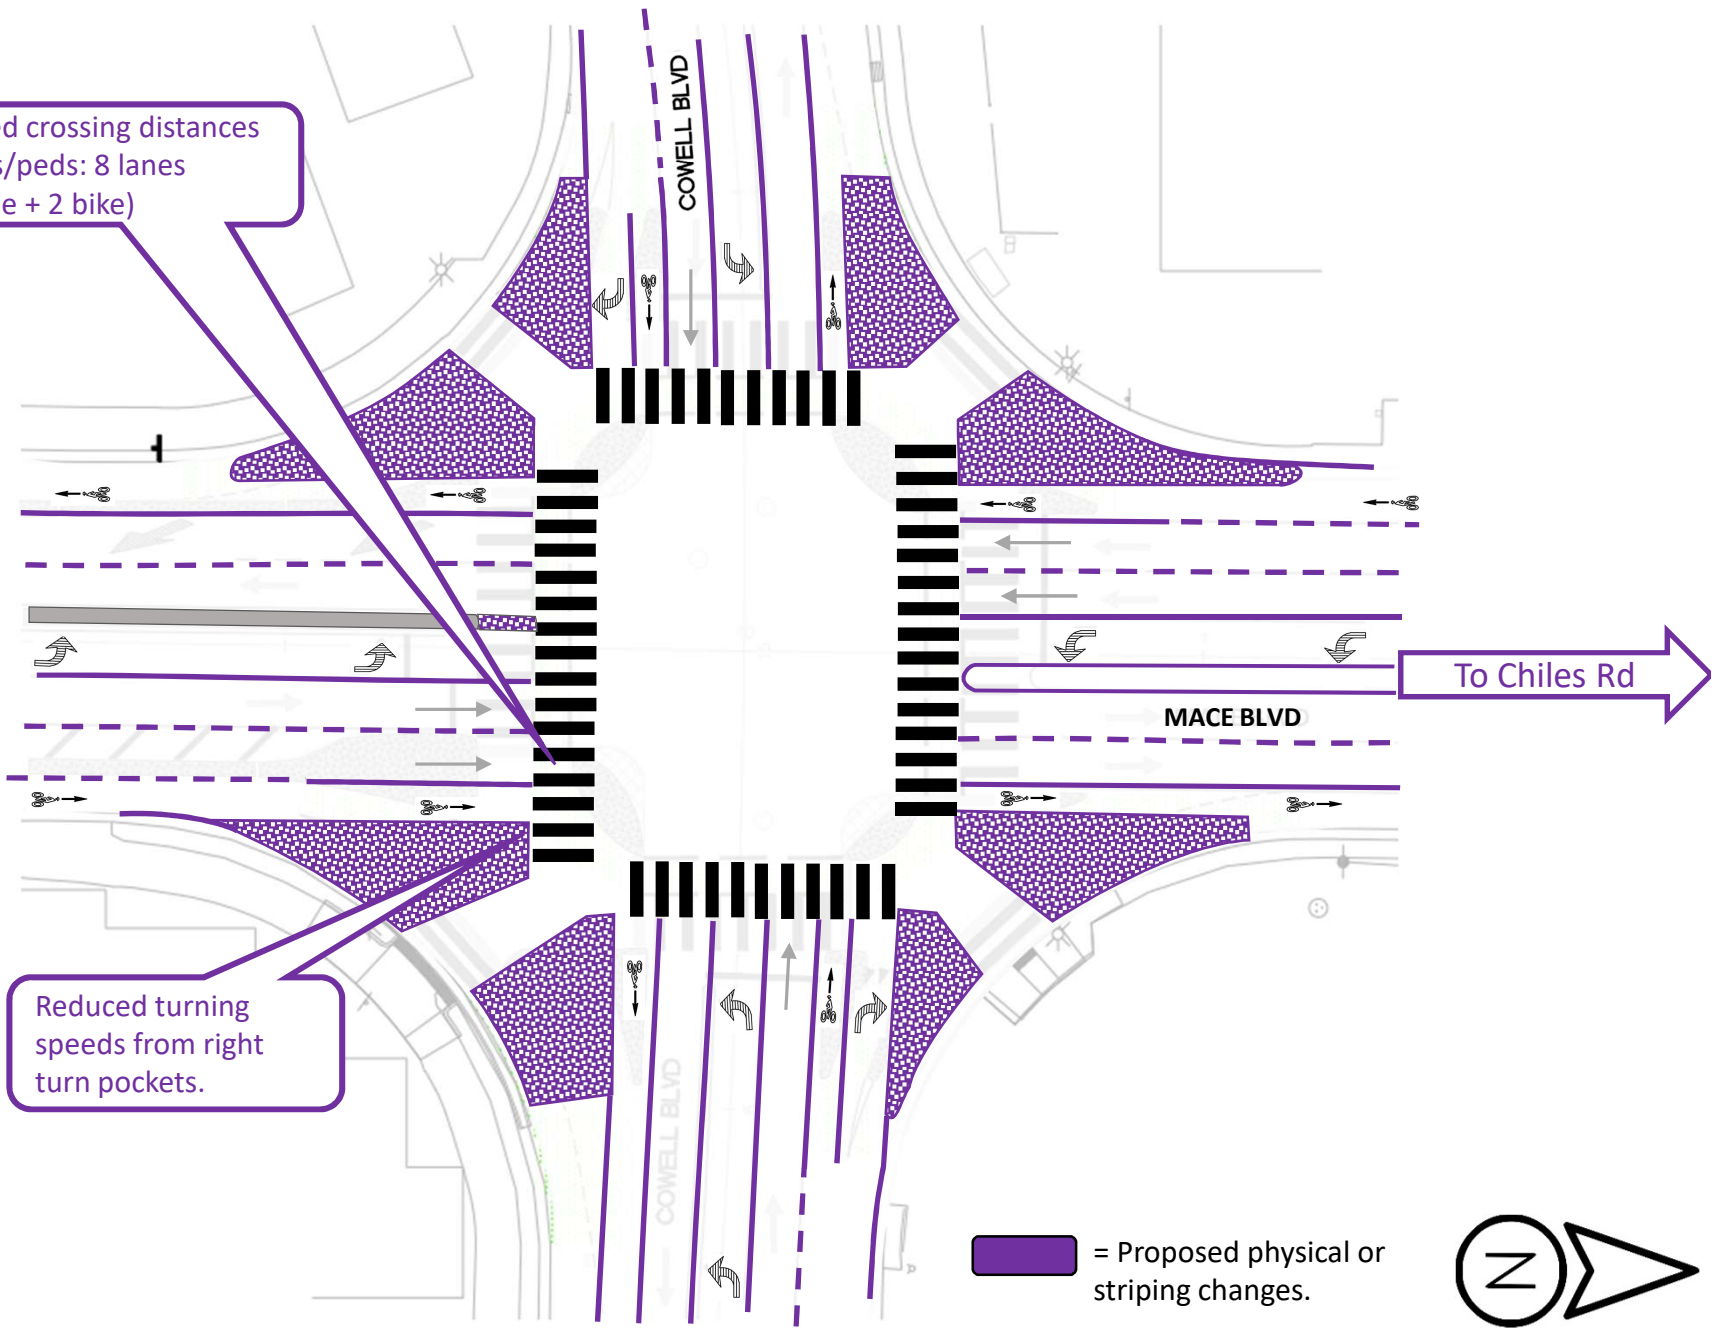 COWELL BLVD
ed crossing distances
s/peds: 8 lanes
e + 2 bike)
To Chiles Rd
MACE BLVD
Reduced turning
speeds from right
turn pockets.
COWELL BLVD
= Proposed physical or
striping changes.
N